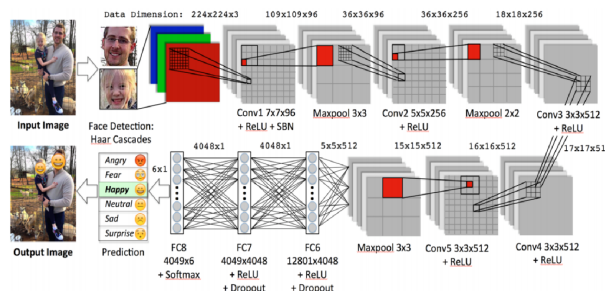 Data Dimension: 224x224x3 109x109x96 36x36x96 36x36x256 18x18x256
Input Image
Face Detection:
Haar Cascades
Conv1 7x7x96
+ ReLU + SBN
Maxpool 3x3
Conv2 5x5x256
+ ReLU
Maxpool 2x2
Conv3 3x3x512
+ ReLU
17x17x51
Output Image
Angry
Fear
Happy
Neutral
Sad
Surprise
Prediction
6x1
4048x1
4048x1
5x5x512
15x15x512
16x16x512
FC8
4049x6
+ Softmax
FC7
4049x4048
+ ReLU
+ Dropout
FC6
12801x4048
+ ReLU
+ Dropout
Maxpool 3x3
Conv5 3x3x512
+ ReLU
Conv4 3x3x512
+ ReLU